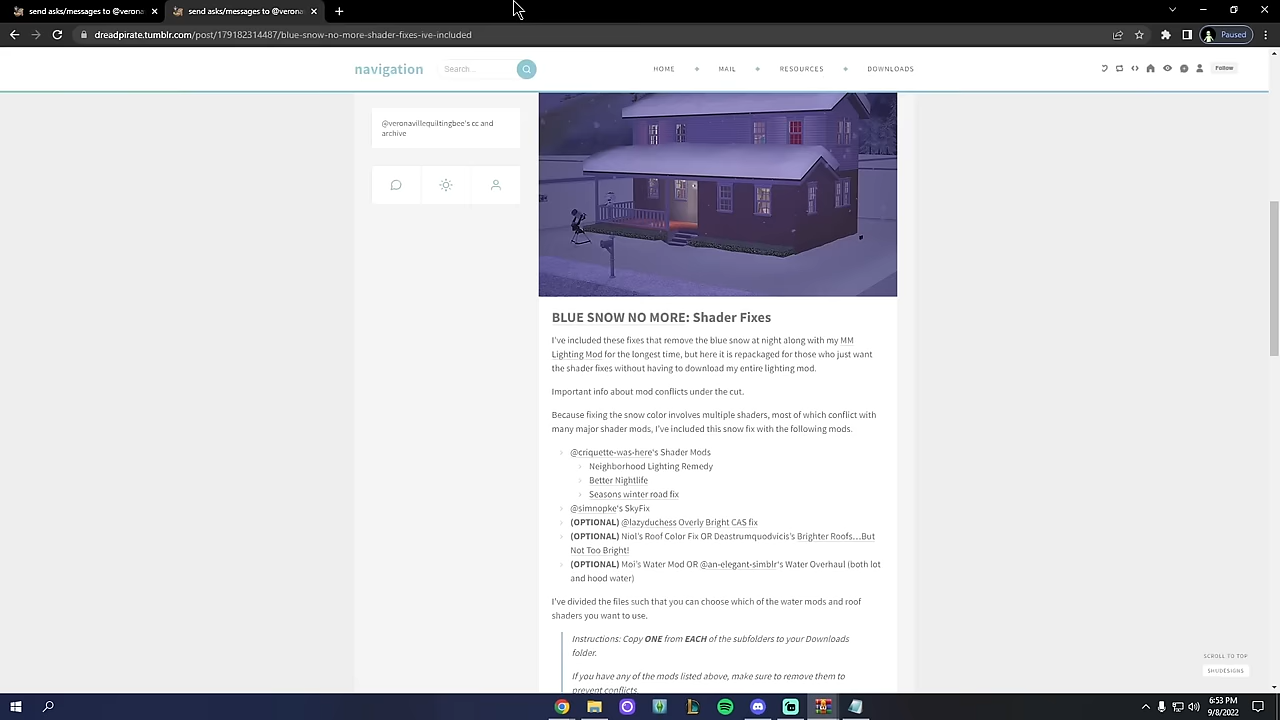 send asks/messages to @veron
send asks/messages to @veron
dreadpirate.tumblr.com/post/179182314487/blue-snow-no-more-shader-fixes-ive-included
Paused
navigation
Search...
HOME
MAIL
RESOURCES
DOWNLOADS
Follow
@veronavillequiltingbee's cc and
archive
BLUE SNOW NO MORE: Shader Fixes
I've included these fixes that remove the blue snow at night along with my MM
Lighting Mod for the longest time, but here it is repackaged for those who just want
the shader fixes without having to download my entire lighting mod.
Important info about mod conflicts under the cut.
Because fixing the snow color involves multiple shaders, most of which conflict with
many major shader mods, I've included this snow fix with the following mods.
@criquette-was-here's Shader Mods
Neighborhood Lighting Remedy
Better Nightlife
Seasons winter road fix
@simnopke's SkyFix
(OPTIONAL) @lazyduchess Overly Bright CAS fix
(OPTIONAL) Niol's Roof Color Fix OR Deastrumquodvicis's Brighter Roofs...But
Not Too Bright!
(OPTIONAL) Moi's Water Mod OR @an-elegant-simblr's Water Overhaul (both lot
and hood water)
I've divided the files such that you can choose which of the water mods and roof
shaders you want to use.
Instructions: Copy ONE from EACH of the subfolders to your Downloads
folder.
If you have any of the mods listed above, make sure to remove them to
prevent conflicts.
SCROLL TO TOP
SHUDESIGNS
6:53 PM
9/8/2022